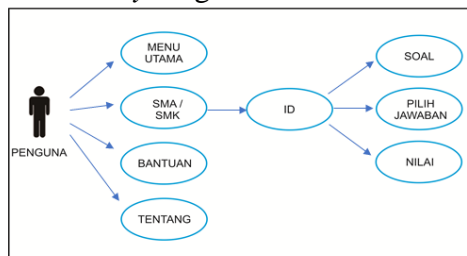 MENU
UTAMA
SMA /
SMK
BANTUAN
TENTANG
PENGUNA
ID
SOAL
PILIH
JAWABAN
NILAI